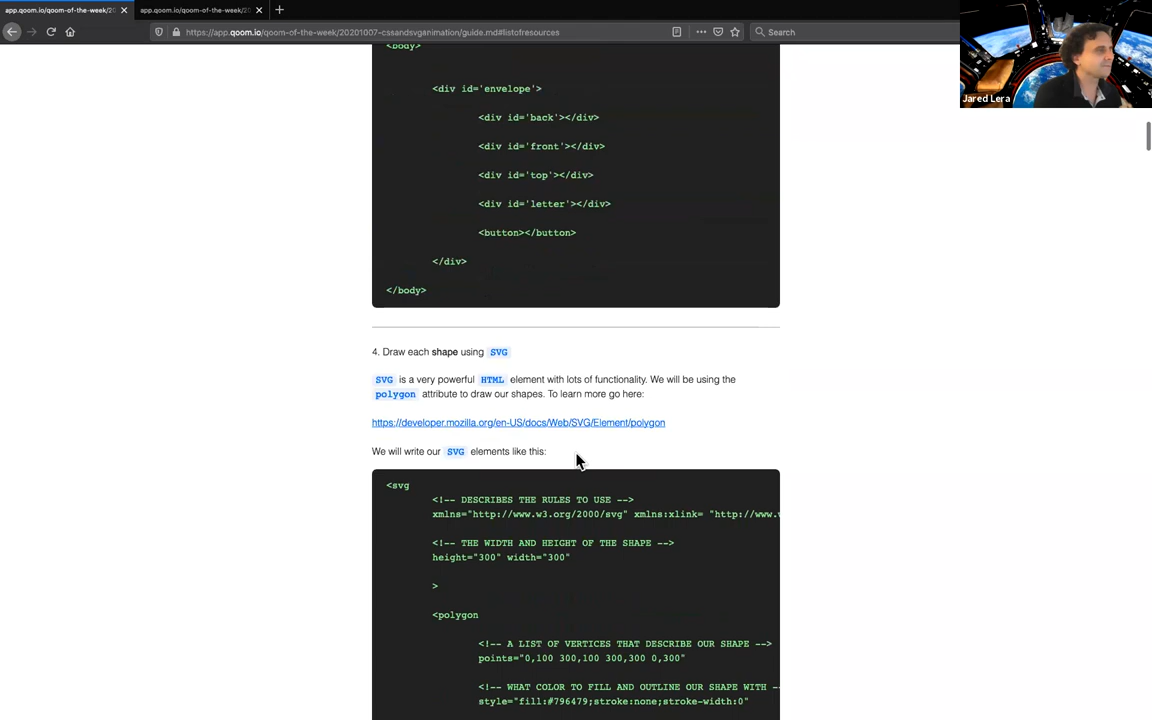 app.qoom.io/qoom-of-the-week/20
app.qoom.io/qoom-of-the-week/20
https://app.qoom.io/qoom-of-the-week/20201007-cssandsvganimation/guide.md#listofresources
Search
Jared Lera
<body>
<div id='envelope'>
<div id='back'></div>
<div id='front'></div>
<div id='top'></div>
<div id='letter'></div>
<button></button>
</div>
</body>
4. Draw each shape using SVG
SVG is a very powerful HTML element with lots of functionality. We will be using the
polygon attribute to draw our shapes. To learn more go here:
https://developer.mozilla.org/en-US/docs/Web/SVG/Element/polygon
We will write our SVG elements like this:
<svg
<!-- DESCRIBES THE RULES TO USE -->
xmlns="http://www.w3.org/2000/svg" xmlns:xlink= "http://www.
<!-- THE WIDTH AND HEIGHT OF THE SHAPE -->
height="300" width="300"
>
<polygon
<!-- A LIST OF VERTICES THAT DESCRIBE OUR SHAPE -->
points="0,100 300,100 300,300 0,300"
<!-- WHAT COLOR TO FILL AND OUTLINE OUR SHAPE WITH -
style="fill:#796479;stroke:none;stroke-width:0"